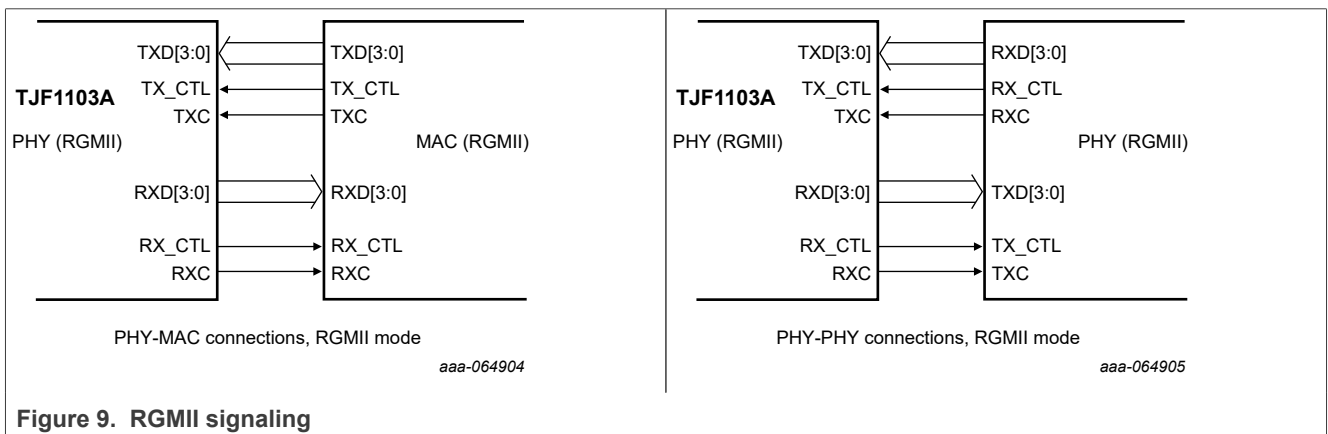 TXD[3:0] TXD[3:0]
TJF1103A TX_CTL TX_CTL
TXC TXC
PHY (RGMII) MAC (RGMII)
RXD[3:0] RXD[3:0]
RX_CTL RX_CTL
RXC RXC
PHY-MAC connections, RGMII mode
aaa-064904
TXD[3:0] RXD[3:0]
TJF1103A TX_CTL RX_CTL
TXC RXC
PHY (RGMII) PHY (RGMII)
RXD[3:0] TXD[3:0]
RX_CTL TX_CTL
RXC TXC
PHY-PHY connections, RGMII mode
aaa-064905
Figure 9. RGMII signaling